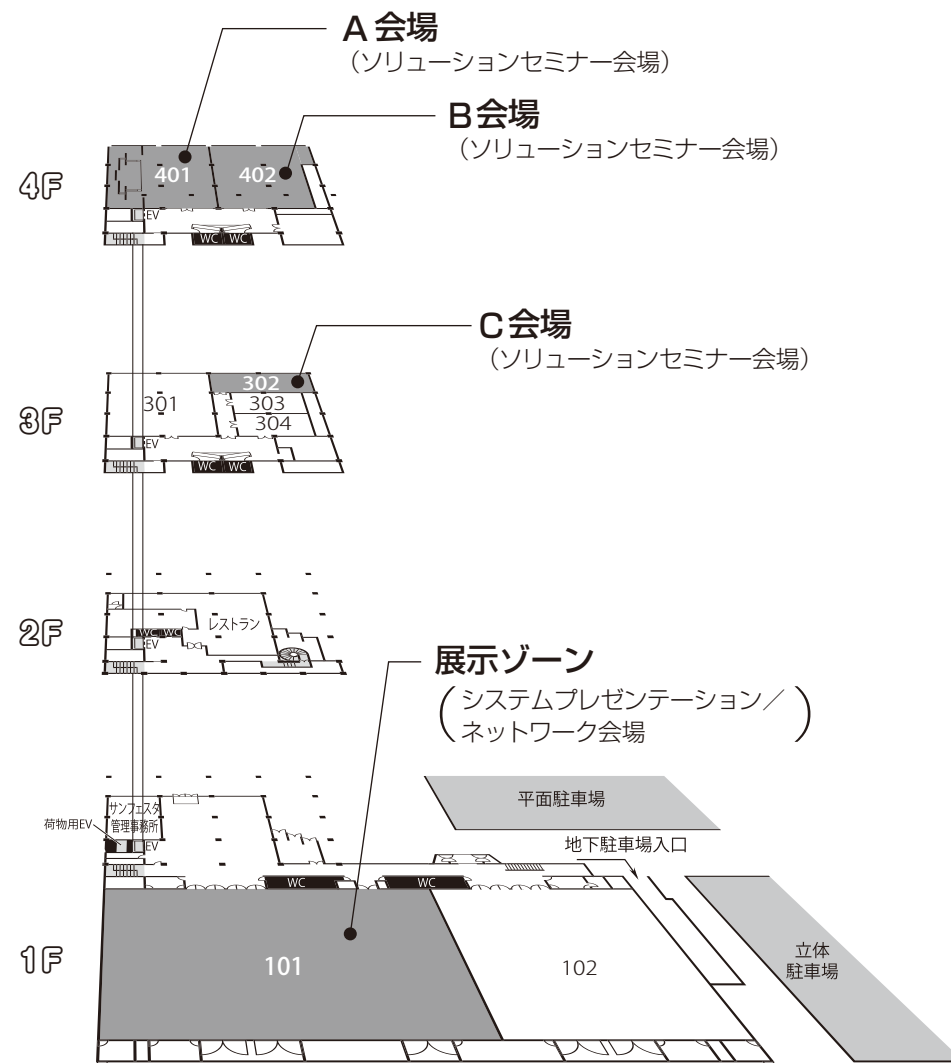 A会場
（ソリューションセミナー会場）
B会場
（ソリューションセミナー会場）
4F
401
402
EV
WC
WC
C会場
（ソリューションセミナー会場）
3F
302
301
303
304
EV
WC
WC
2F
レストラン
WC
WC
EV
展示ゾーン
（システムプレゼンテーション／
ネットワーク会場）
平面駐車場
サンフェスタ
管理事務所
荷物用EV
EV
地下駐車場入口
WC
WC
1F
101
102
立体
駐車場